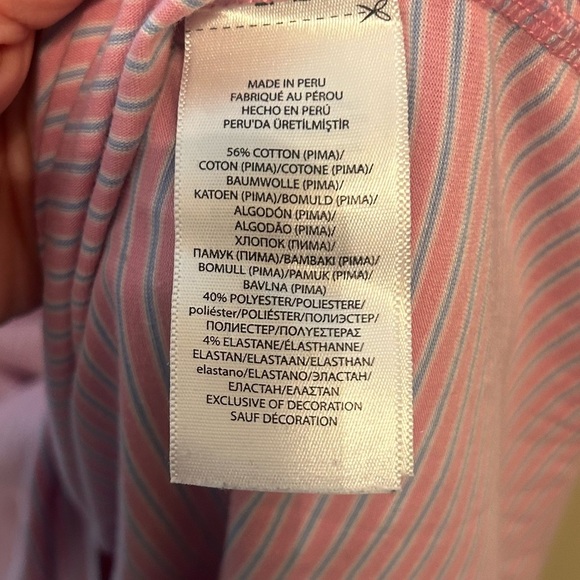 MADE IN PERU
FABRIQUÉ AU PÉROU
HECHO EN PERÚ
PERU'DA ÜRETİLMİŞTİR
56% COTTON (PIMA)/
COTON (PIMA)/COTONE (PIMA)/
BAUMWOLLE (PIMA)/
KATOEN (PIMA)/BOMULD (PIMA)/
ALGODÓN (PIMA)/
ALGODÃO (PIMA)/
ХЛОПОК (ПИМА)/
ПАМУК (ПИМА)/BAMBAKI (PIMA)/
BOMULL (PIMA)/PAMUK (PIMA)/
BAVLNA (PIMA)
40% POLYESTER/POLIESTERE/
poliéster/POLIÉSTER/ПОЛИЭСТЕР/
ПОЛИЕСТЕР/ΠΟΛΥΕΣΤΕΡΑΣ
4% ELASTANE/ÉLASTHANNE/
ELASTAN/ELASTAAN/ELASTHAN/
elastano/ELASTANO/ЭЛАСТАН/
ЕЛАСТАН/ΕΛΑΣΤΑΝ
EXCLUSIVE OF DECORATION
SAUF DÉCORATION